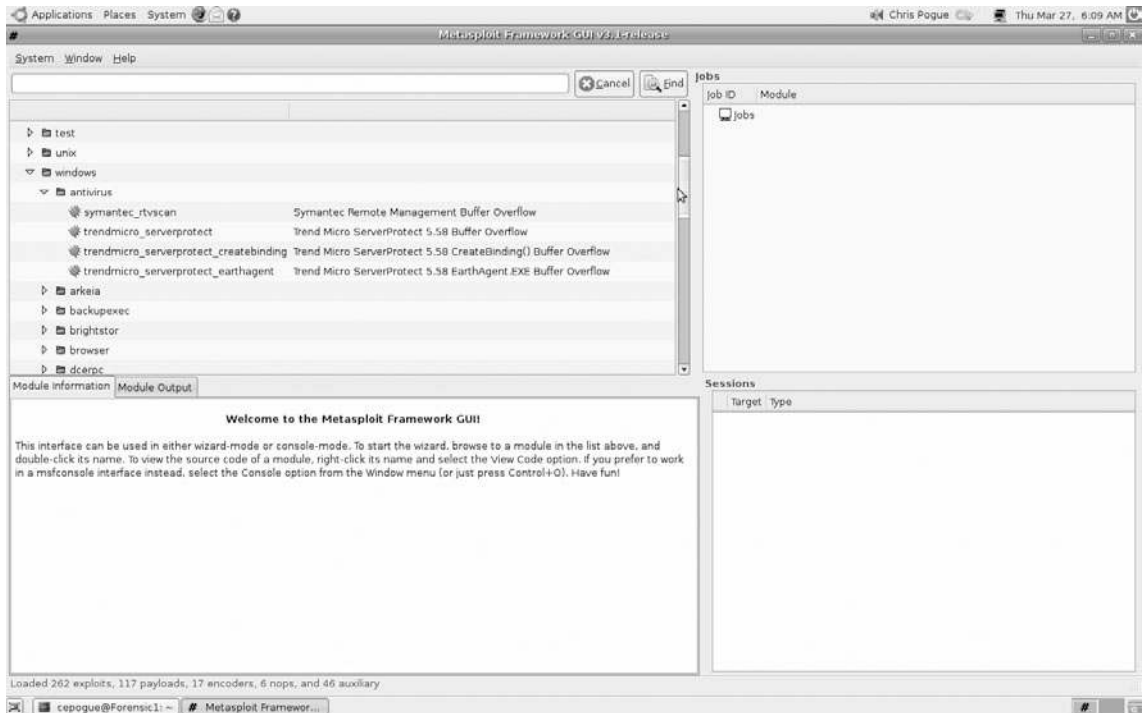 Applications Places System
Chris Pogue
Thu Mar 27, 6:09 AM
#
Metasploit Framework GUI v3.1-release
System Window Help
Cancel
Find
Jobs
Job ID Module
Jobs
test
unix
windows
antivirus
symantec_rtvscan Symantec Remote Management Buffer Overflow
trendmicro_serverprotect Trend Micro ServerProtect 5.58 Buffer Overflow
trendmicro_serverprotect_createbinding Trend Micro ServerProtect 5.58 CreateBinding() Buffer Overflow
trendmicro_serverprotect_earthagent Trend Micro ServerProtect 5.58 EarthAgent.EXE Buffer Overflow
arkeia
backupexec
brightstor
browser
dcerpc
Module Information Module Output
Sessions
Target Type
Welcome to the Metasploit Framework GUI!
This interface can be used in either wizard-mode or console-mode. To start the wizard, browse to a module in the list above, and
double-click its name. To view the source code of a module, right-click its name and select the View Code option. If you prefer to work
in a msfconsole interface instead, select the Console option from the Window menu (or just press Control+O). Have fun!
Loaded 262 exploits, 117 payloads, 17 encoders, 6 nops, and 46 auxiliary
cepogue@Forensic1: ~
# Metasploit Framewor...
#